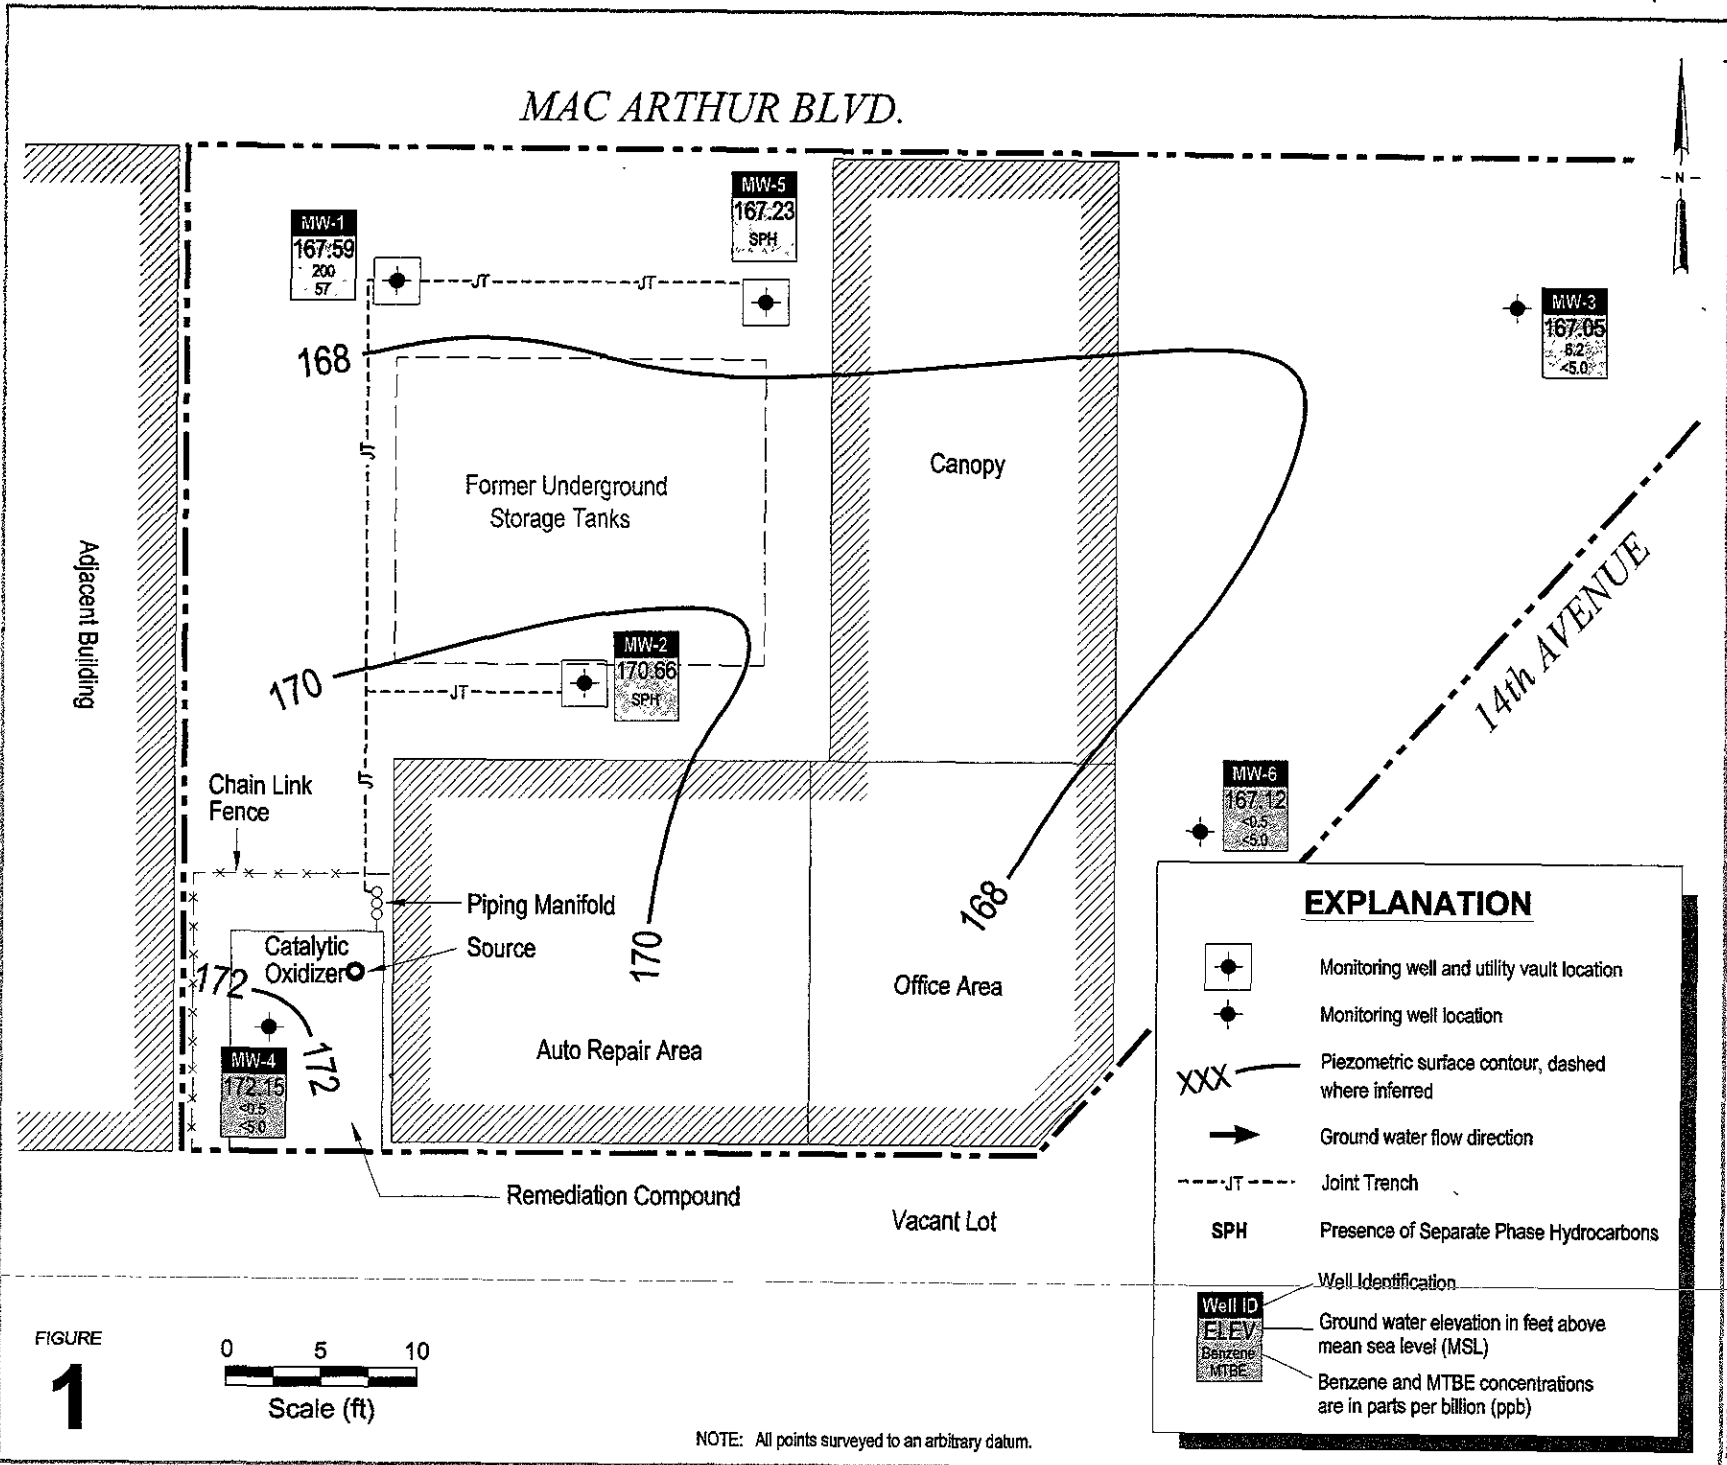 MAC ARTHUR BLVD.
N
MW-1
167.59
200
57
MW-5
167.23
SPH
MW-3
167.05
6.2
<5.0
JT
JT
168
JT
Former Underground
Storage Tanks
Canopy
Adjacent Building
14th AVENUE
170
MW-2
170.66
SPH
JT
JT
Chain Link
Fence
MW-6
167.12
<0.5
<5.0
Piping Manifold
Source
Catalytic
Oxidizer
172
172
170
168
MW-4
172.15
<0.5
<5.0
Auto Repair Area
Office Area
Remediation Compound
Vacant Lot
EXPLANATION
Monitoring well and utility vault location
Monitoring well location
XXX
Piezometric surface contour, dashed
where inferred
Ground water flow direction
JT
Joint Trench
SPH
Presence of Separate Phase Hydrocarbons
Well Identification
Well ID
ELEV
Benzene
MTBE
Ground water elevation in feet above
mean sea level (MSL)
Benzene and MTBE concentrations
are in parts per billion (ppb)
FIGURE
1
0 5 10
Scale (ft)
NOTE: All points surveyed to an arbitrary datum.